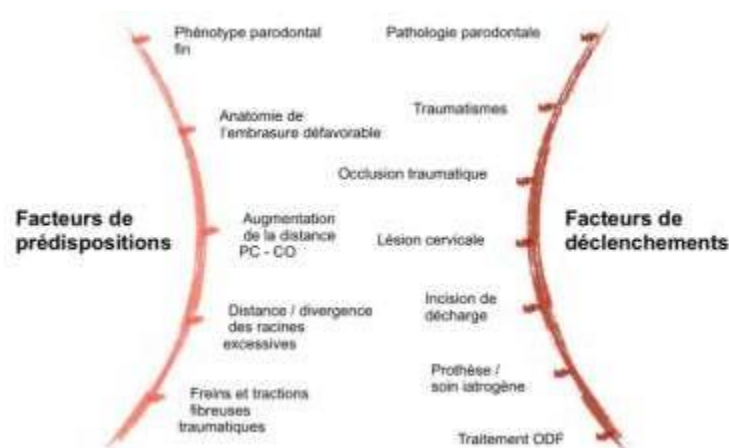 Phénotype parodontal
fin
Anatomie de
l'embrasure défavorable
Facteurs de
prédispositions
Augmentation
de la distance
PC - CO
Distance / divergence
des racines
excessives
Freins et tractions
fibreuses
traumatiques
Pathologie parodontale
Traumatismes
Occlusion traumatique
Lésion cervicale
Facteurs de
déclenchements
Incision de
décharge
Prothèse /
soin iatrogène
Traitement ODF